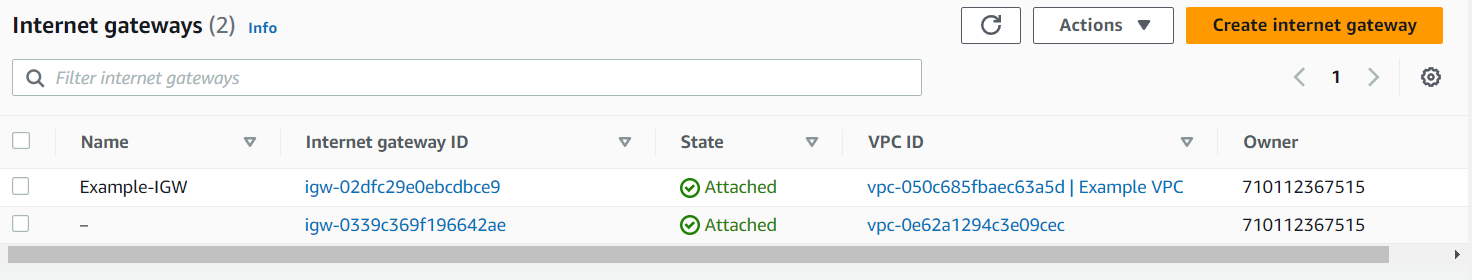 Internet gateways (2) Info Actions Create internet gateway
Filter internet gateways 1
Name Internet gateway ID State VPC ID Owner
Example-IGW igw-02dfc29e0ebcdbce9 Attached vpc-050c685fbaec63a5d | Example VPC 710112367515
– igw-0339c369f196642ae Attached vpc-0e62a1294c3e09cec 710112367515